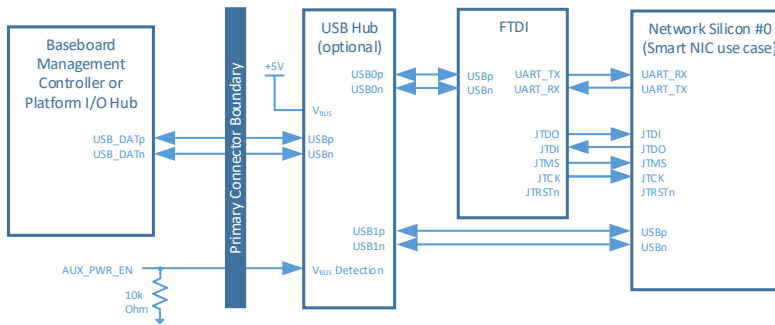 Baseboard
Management
Controller or
Platform I/O Hub
USB_DATp
USB_DATn
AUX_PWR_EN
10k
Ohm
Primary Connector Boundary
+5V
USB Hub
(optional)
USB0p
USB0n
VBUS
USBp
USBn
USB1p
USB1n
VBUS Detection
FTDI
USBp
USBn
UART_TX
UART_RX
JTDO
JTDI
JTMS
JTCK
JTRSTn
Network Silicon #0
(Smart NIC use case)
UART_RX
UART_TX
JTDI
JTDO
JTMS
JTCK
JTRSTn
USBp
USBn